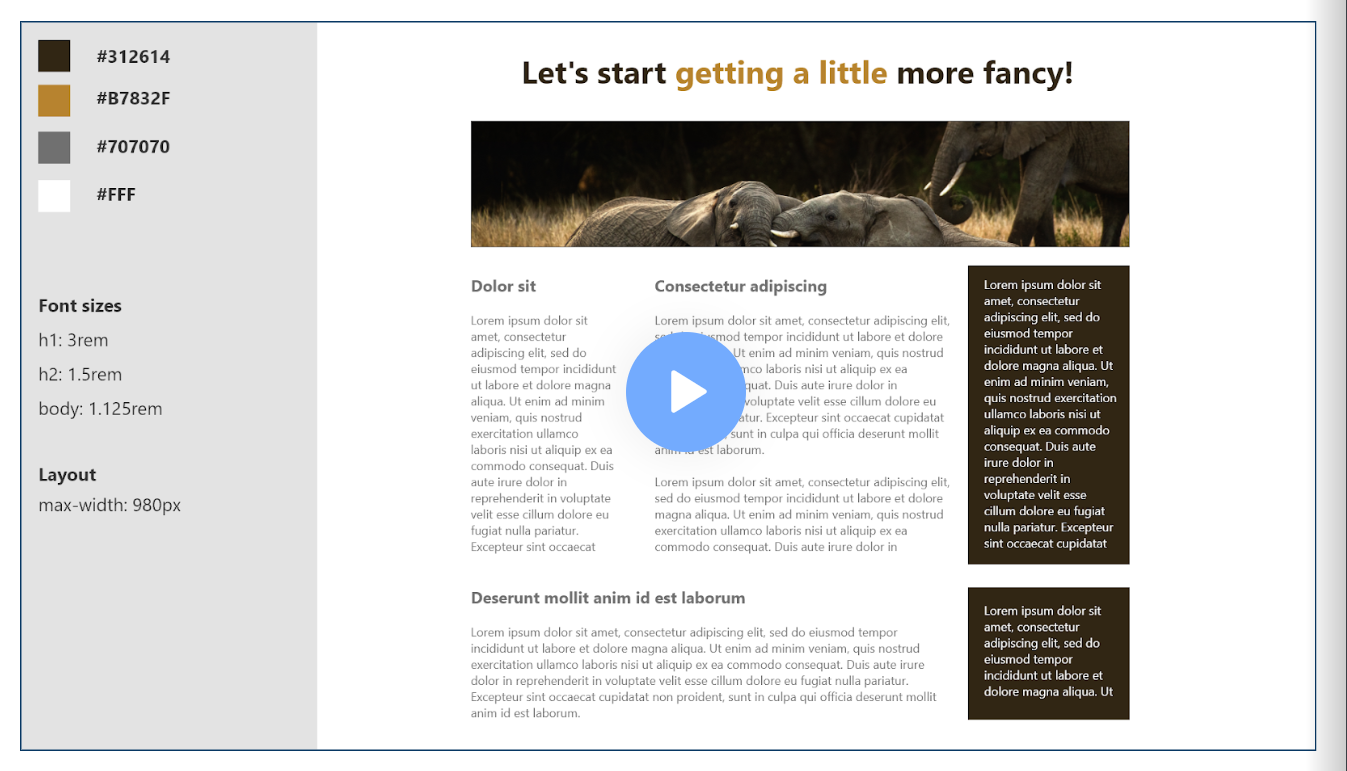 #312614
#B7832F
#707070
#FFF
Font sizes
h1: 3rem
h2: 1.5rem
body: 1.125rem
Layout
max-width: 980px
Let's start getting a little more fancy!
Dolor sit
Lorem ipsum dolor sit
amet, consectetur
adipiscing elit, sed do
eiusmod tempor incididunt
ut labore et dolore magna
aliqua. Ut enim ad minim
veniam, quis nostrud
exercitation ullamco
laboris nisi ut aliquip ex ea
commodo consequat. Duis
aute irure dolor in
reprehenderit in voluptate
velit esse cillum dolore eu
fugiat nulla pariatur.
Excepteur sint occaecat
Consectetur adipiscing
Lorem ipsum dolor sit amet, consectetur adipiscing elit,
tempor incididunt ut labore et dolore
Ut enim ad minim veniam, quis nostrud
laboris nisi ut aliquip ex ea
Duis aute irure dolor in
voluptate velit esse cillum dolore eu
Excepteur sint occaecat cupidatat
sunt in culpa qui officia deserunt mollit
est laborum.
Lorem ipsum dolor sit amet, consectetur adipiscing elit,
sed do eiusmod tempor incididunt ut labore et dolore
magna aliqua. Ut enim ad minim veniam, quis nostrud
exercitation ullamco laboris nisi ut aliquip ex ea
commodo consequat. Duis aute irure dolor in
Lorem ipsum dolor sit
amet, consectetur
adipiscing elit, sed do
eiusmod tempor
incididunt ut labore et
dolore magna aliqua. Ut
enim ad minim veniam,
quis nostrud exercitation
ullamco laboris nisi ut
aliquip ex ea commodo
consequat. Duis aute
irure dolor in
reprehenderit in
voluptate velit esse
cillum dolore eu fugiat
nulla pariatur. Excepteur
sint occaecat cupidatat
Deserunt mollit anim id est laborum
Lorem ipsum dolor sit amet, consectetur adipiscing elit, sed do eiusmod tempor
incididunt ut labore et dolore magna aliqua. Ut enim ad minim veniam, quis nostrud
exercitation ullamco laboris nisi ut aliquip ex ea commodo consequat. Duis aute irure
dolor in reprehenderit in voluptate velit esse cillum dolore eu fugiat nulla pariatur.
Excepteur sint occaecat cupidatat non proident, sunt in culpa qui officia deserunt mollit
anim id est laborum.
Lorem ipsum dolor sit
amet, consectetur
adipiscing elit, sed do
eiusmod tempor
incididunt ut labore et
dolore magna aliqua. Ut